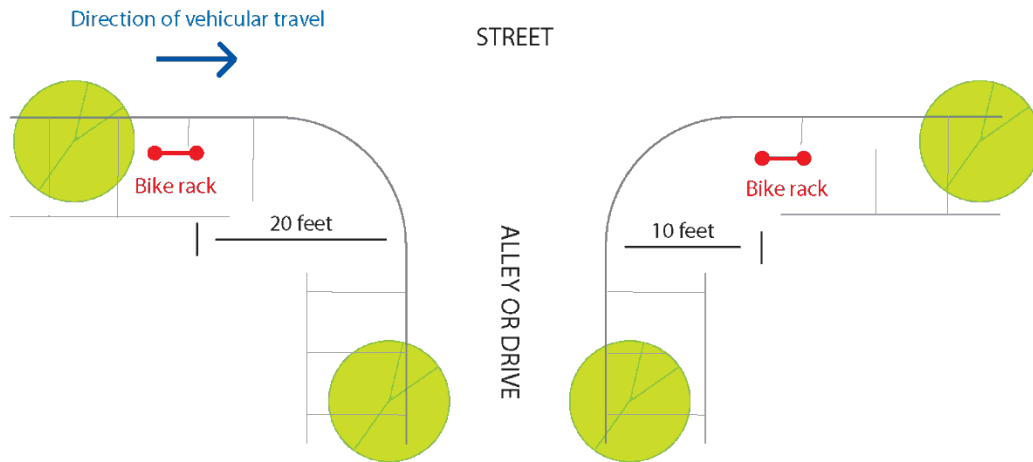 Direction of vehicular travel
STREET
Bike rack
Bike rack
20 feet
10 feet
ALLEY OR DRIVE